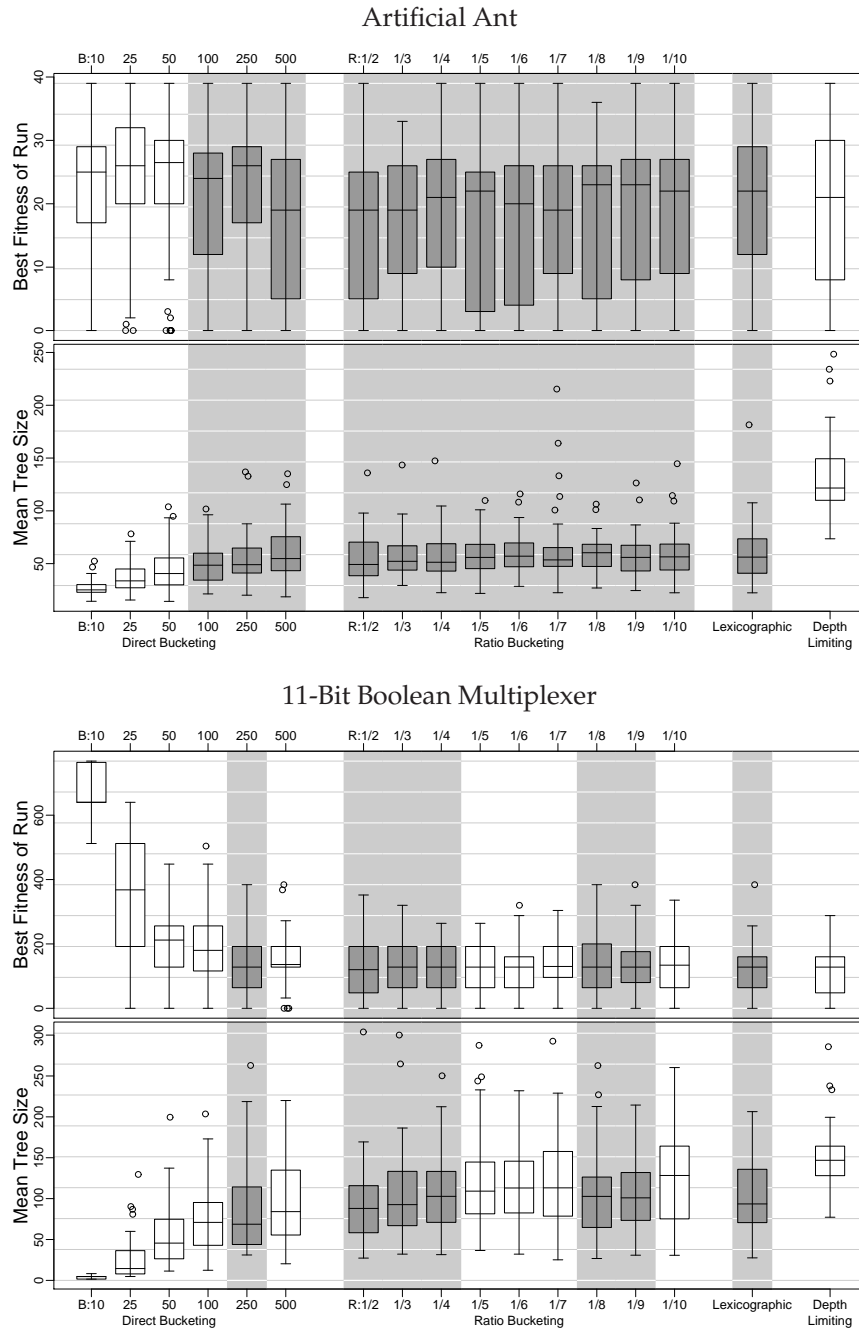 Artificial Ant
B:10 25 50 100 250 500 R:1/2 1/3 1/4 1/5 1/6 1/7 1/8 1/9 1/10
Best Fitness of Run
40
30
20
10
0
Mean Tree Size
250
200
150
100
50
B:10 25 50 100 250 500 R:1/2 1/3 1/4 1/5 1/6 1/7 1/8 1/9 1/10 Lexicographic Depth
Direct Bucketing Ratio Bucketing Limiting
11-Bit Boolean Multiplexer
B:10 25 50 100 250 500 R:1/2 1/3 1/4 1/5 1/6 1/7 1/8 1/9 1/10
Best Fitness of Run
600
400
200
0
Mean Tree Size
300
250
200
150
100
50
0
B:10 25 50 100 250 500 R:1/2 1/3 1/4 1/5 1/6 1/7 1/8 1/9 1/10 Lexicographic Depth
Direct Bucketing Ratio Bucketing Limiting